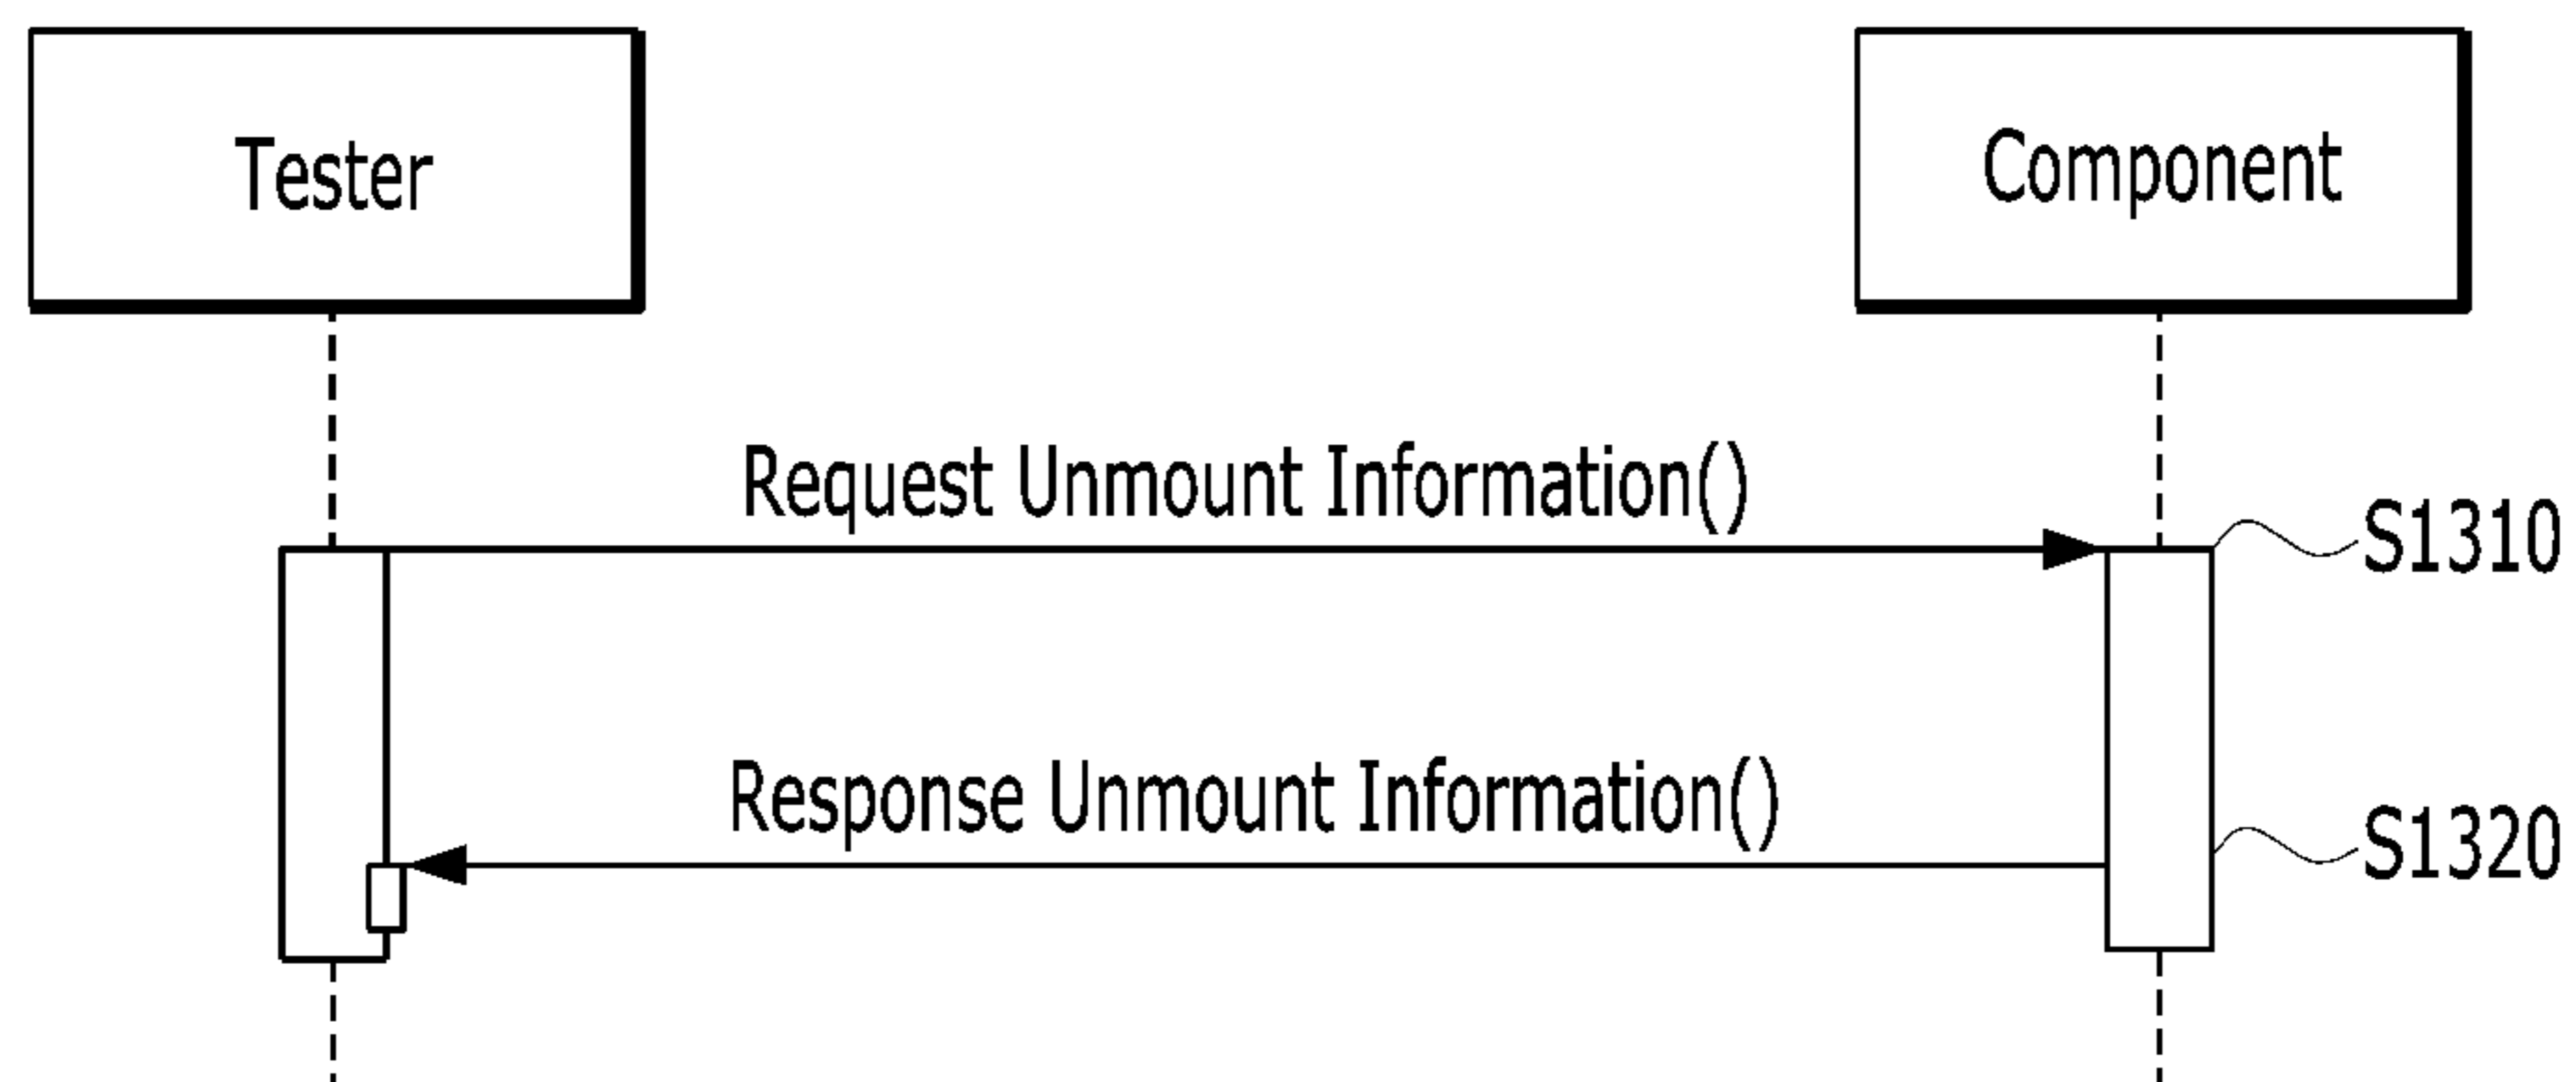 Tester
Component
Request Unmount Information()
S1310
Response Unmount Information()
S1320